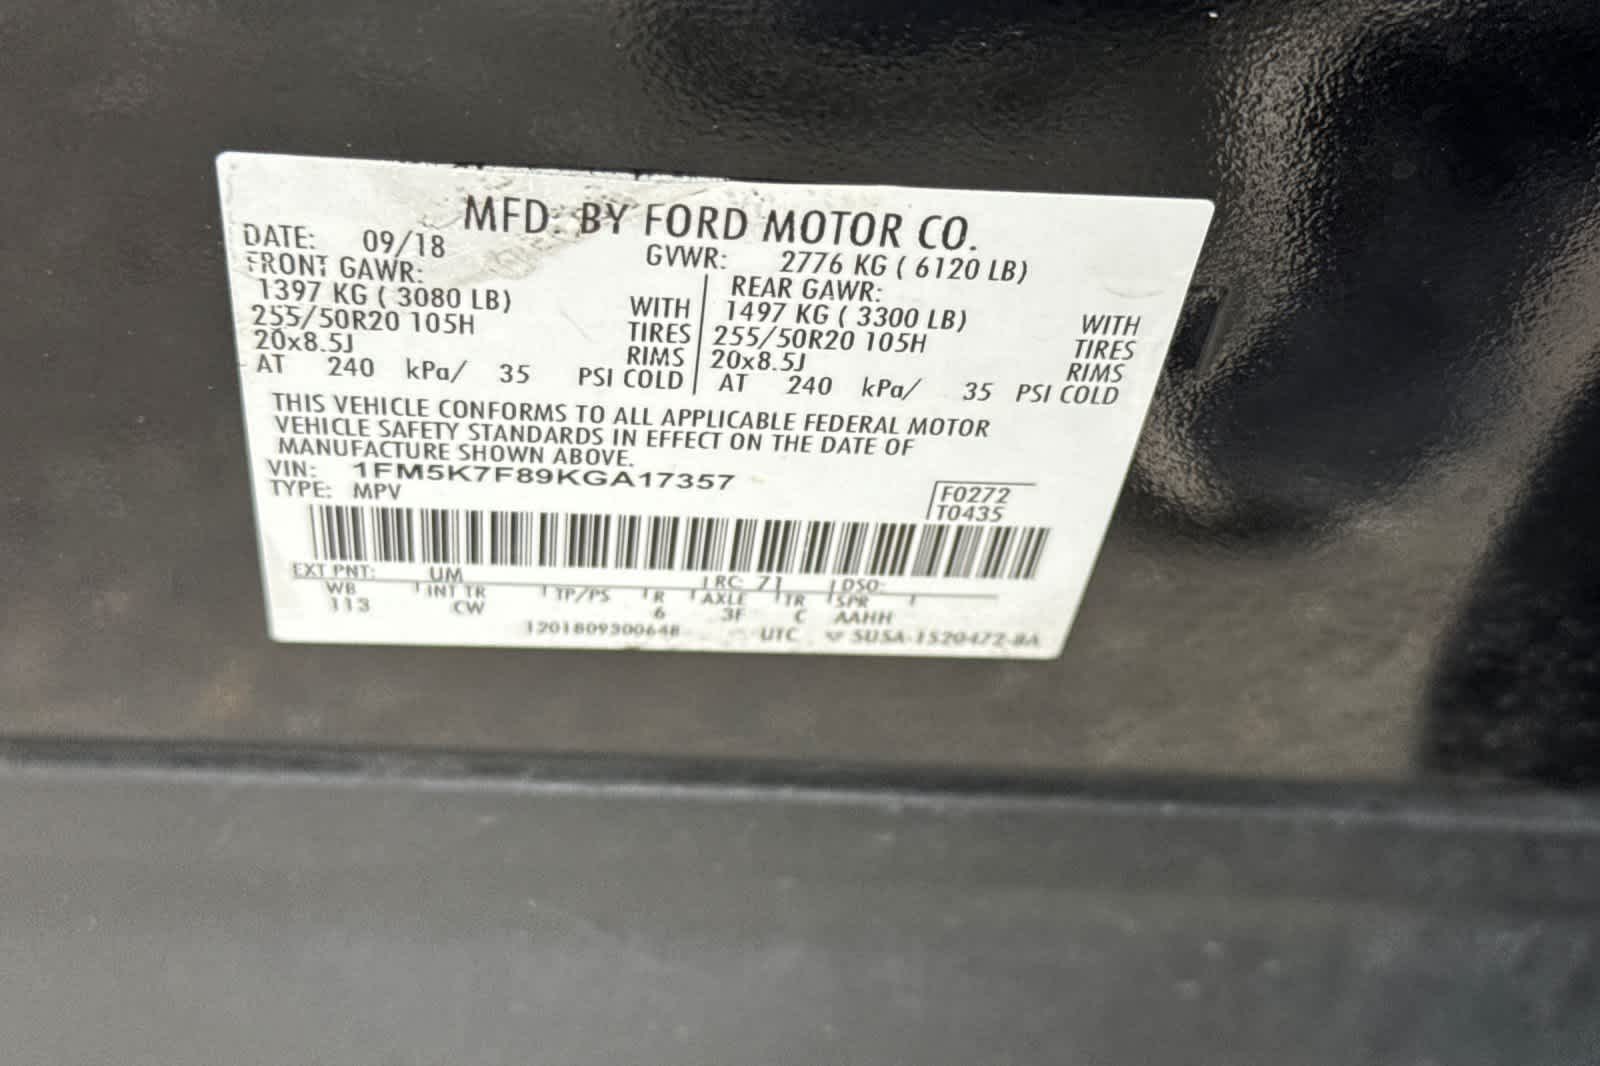 MFD. BY FORD MOTOR CO.
DATE: 09/18 GVWR: 2776 KG ( 6120 LB)
FRONT GAWR: REAR GAWR:
1397 KG ( 3080 LB) WITH 1497 KG ( 3300 LB) WITH
255/50R20 105H TIRES 255/50R20 105H TIRES
20x8.5J RIMS 20x8.5J RIMS
AT 240 kPa/ 35 PSI COLD AT 240 kPa/ 35 PSI COLD
THIS VEHICLE CONFORMS TO ALL APPLICABLE FEDERAL MOTOR
VEHICLE SAFETY STANDARDS IN EFFECT ON THE DATE OF
MANUFACTURE SHOWN ABOVE.
VIN: 1FM5K7F89KGA17357
TYPE: MPV F0272
T0435
EXT PNT: UM RC: 71 DSO:
WB INT TR TP/PS R AXLE TR SPR
113 CW 6 3F C AAHH
UTC